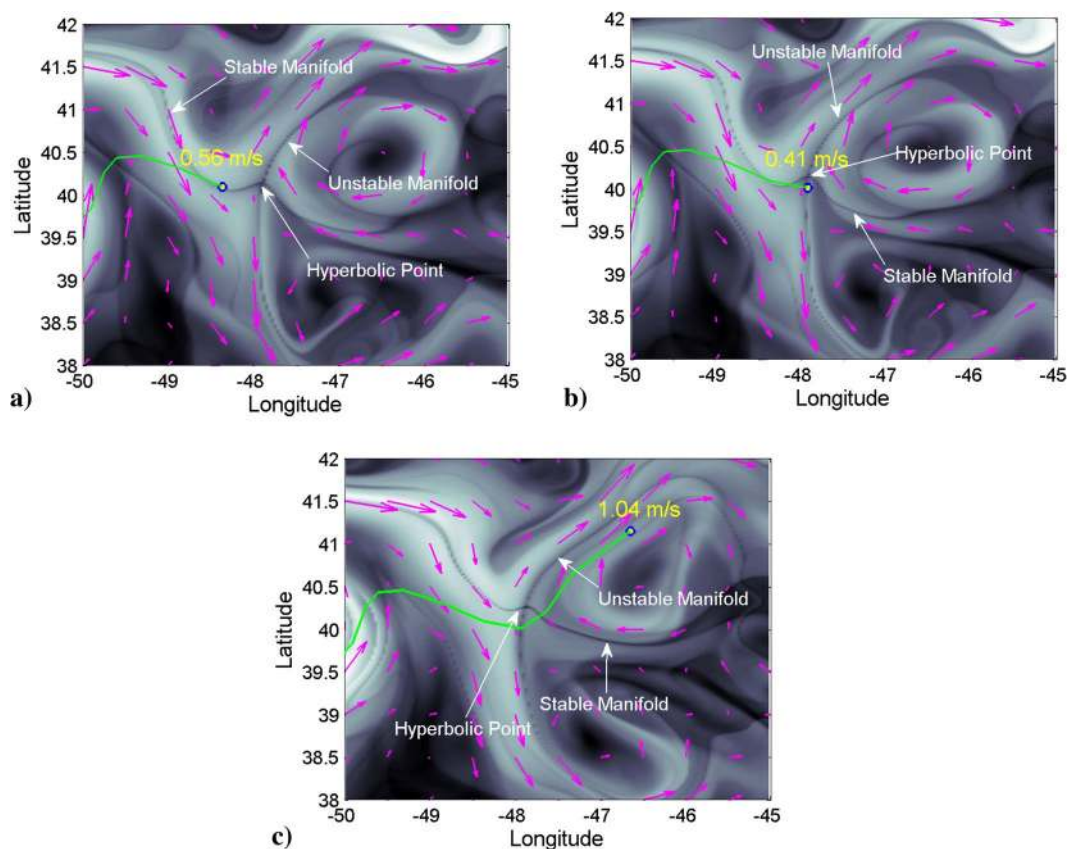 42
41.5
41
40.5
40
39.5
39
38.5
38
Latitude
Stable Manifold
0.56 m/s
Unstable Manifold
Hyperbolic Point
-50 -49 -48 -47 -46 -45
Longitude
a)
42
41.5
41
40.5
40
39.5
39
38.5
38
Latitude
Unstable Manifold
0.41 m/s
Hyperbolic Point
Stable Manifold
-50 -49 -48 -47 -46 -45
Longitude
b)
42
41.5
41
40.5
40
39.5
39
38.5
38
Latitude
1.04 m/s
Unstable Manifold
Stable Manifold
Hyperbolic Point
-50 -49 -48 -47 -46 -45
Longitude
c)